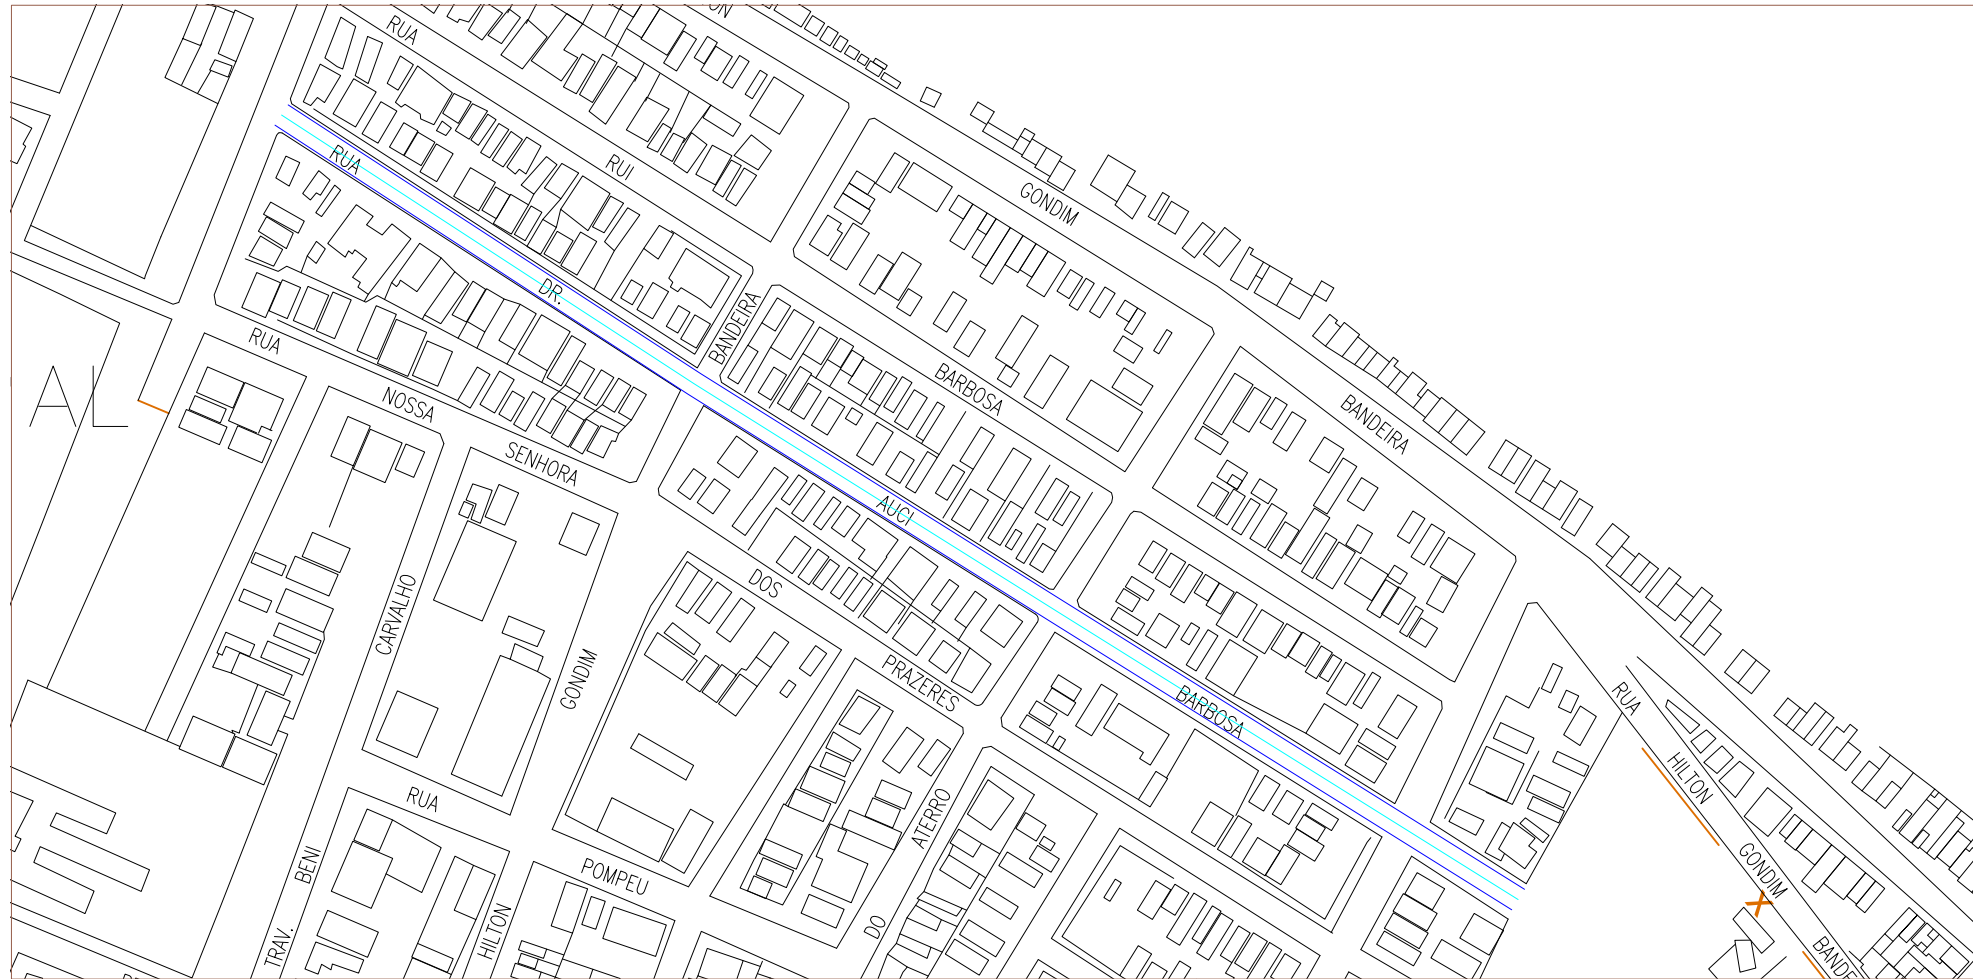 RUA
RUI
BARBOSA
GONDIM
BANDEIRA
RUA
DR.
AUCI
BARBOSA
BANDEIRA
RUA
NOSSA
SENHORA
DOS
PRAZERES
AL
CARVALHO
BENI
TRAV.
GONDIM
HILTON
RUA
POMPEU
ATERRO
DO
RUA
HILTON
GONDIM